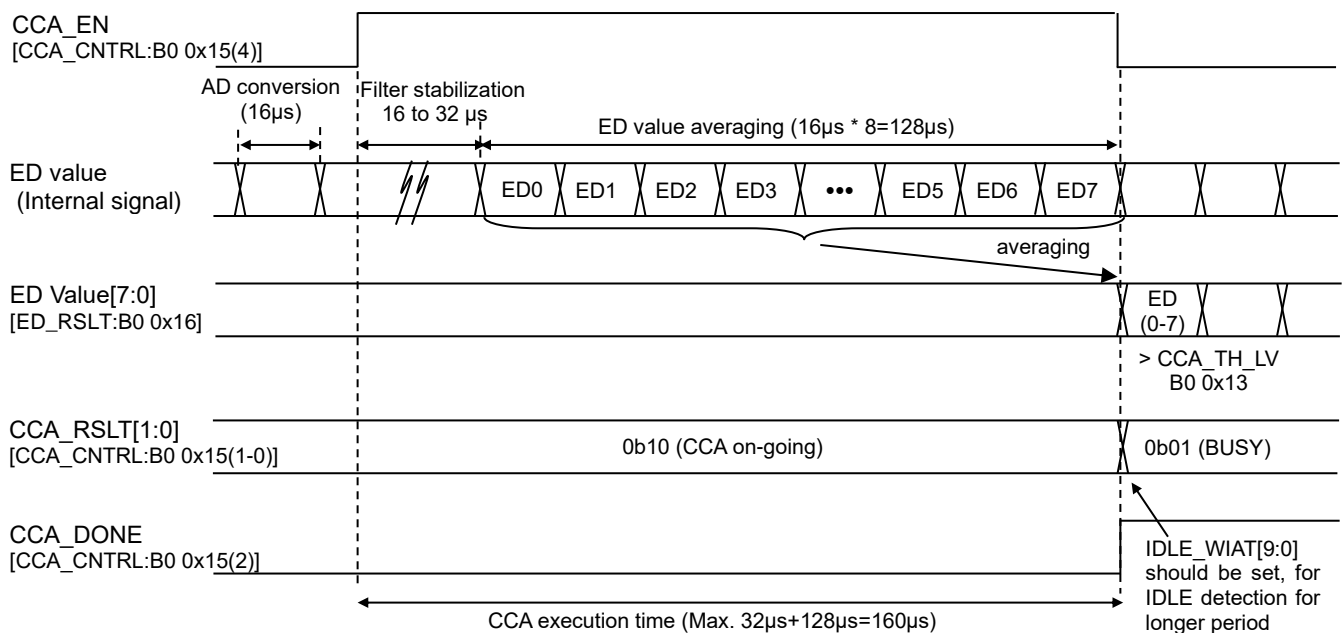 CCA_EN
[CCA_CNTRL:B0 0x15(4)]
AD conversion
(16µs)
Filter stabilization
16 to 32 µs
ED value averaging (16µs * 8=128µs)
ED value
(Internal signal)
ED0 ED1 ED2 ED3 ••• ED5 ED6 ED7
averaging
ED Value[7:0]
[ED_RSLT:B0 0x16]
ED
(0-7)
> CCA_TH_LV
B0 0x13
CCA_RSLT[1:0]
[CCA_CNTRL:B0 0x15(1-0)]
0b10 (CCA on-going)
0b01 (BUSY)
CCA_DONE
[CCA_CNTRL:B0 0x15(2)]
IDLE_WIAT[9:0]
should be set, for
IDLE detection for
longer period
CCA execution time (Max. 32µs+128µs=160µs)